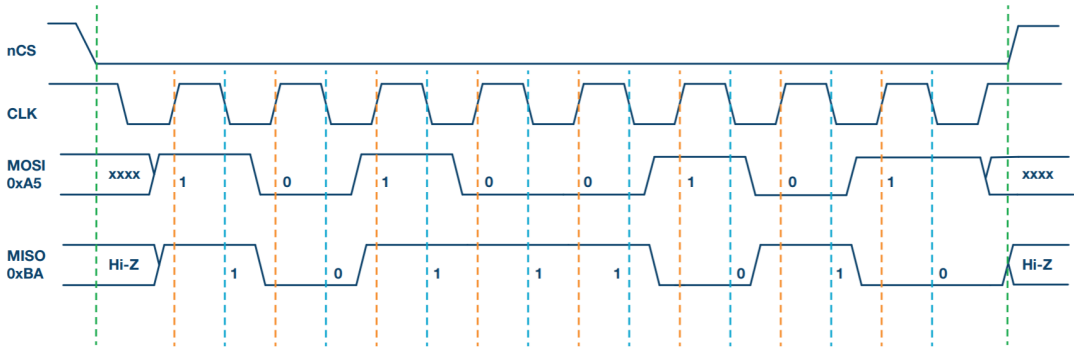 nCS
CLK
MOSI
0xA5
xxxx 1 0 1 0 0 1 0 1 xxxx
MISO
0xBA
Hi-Z 1 0 1 1 1 0 1 0 Hi-Z